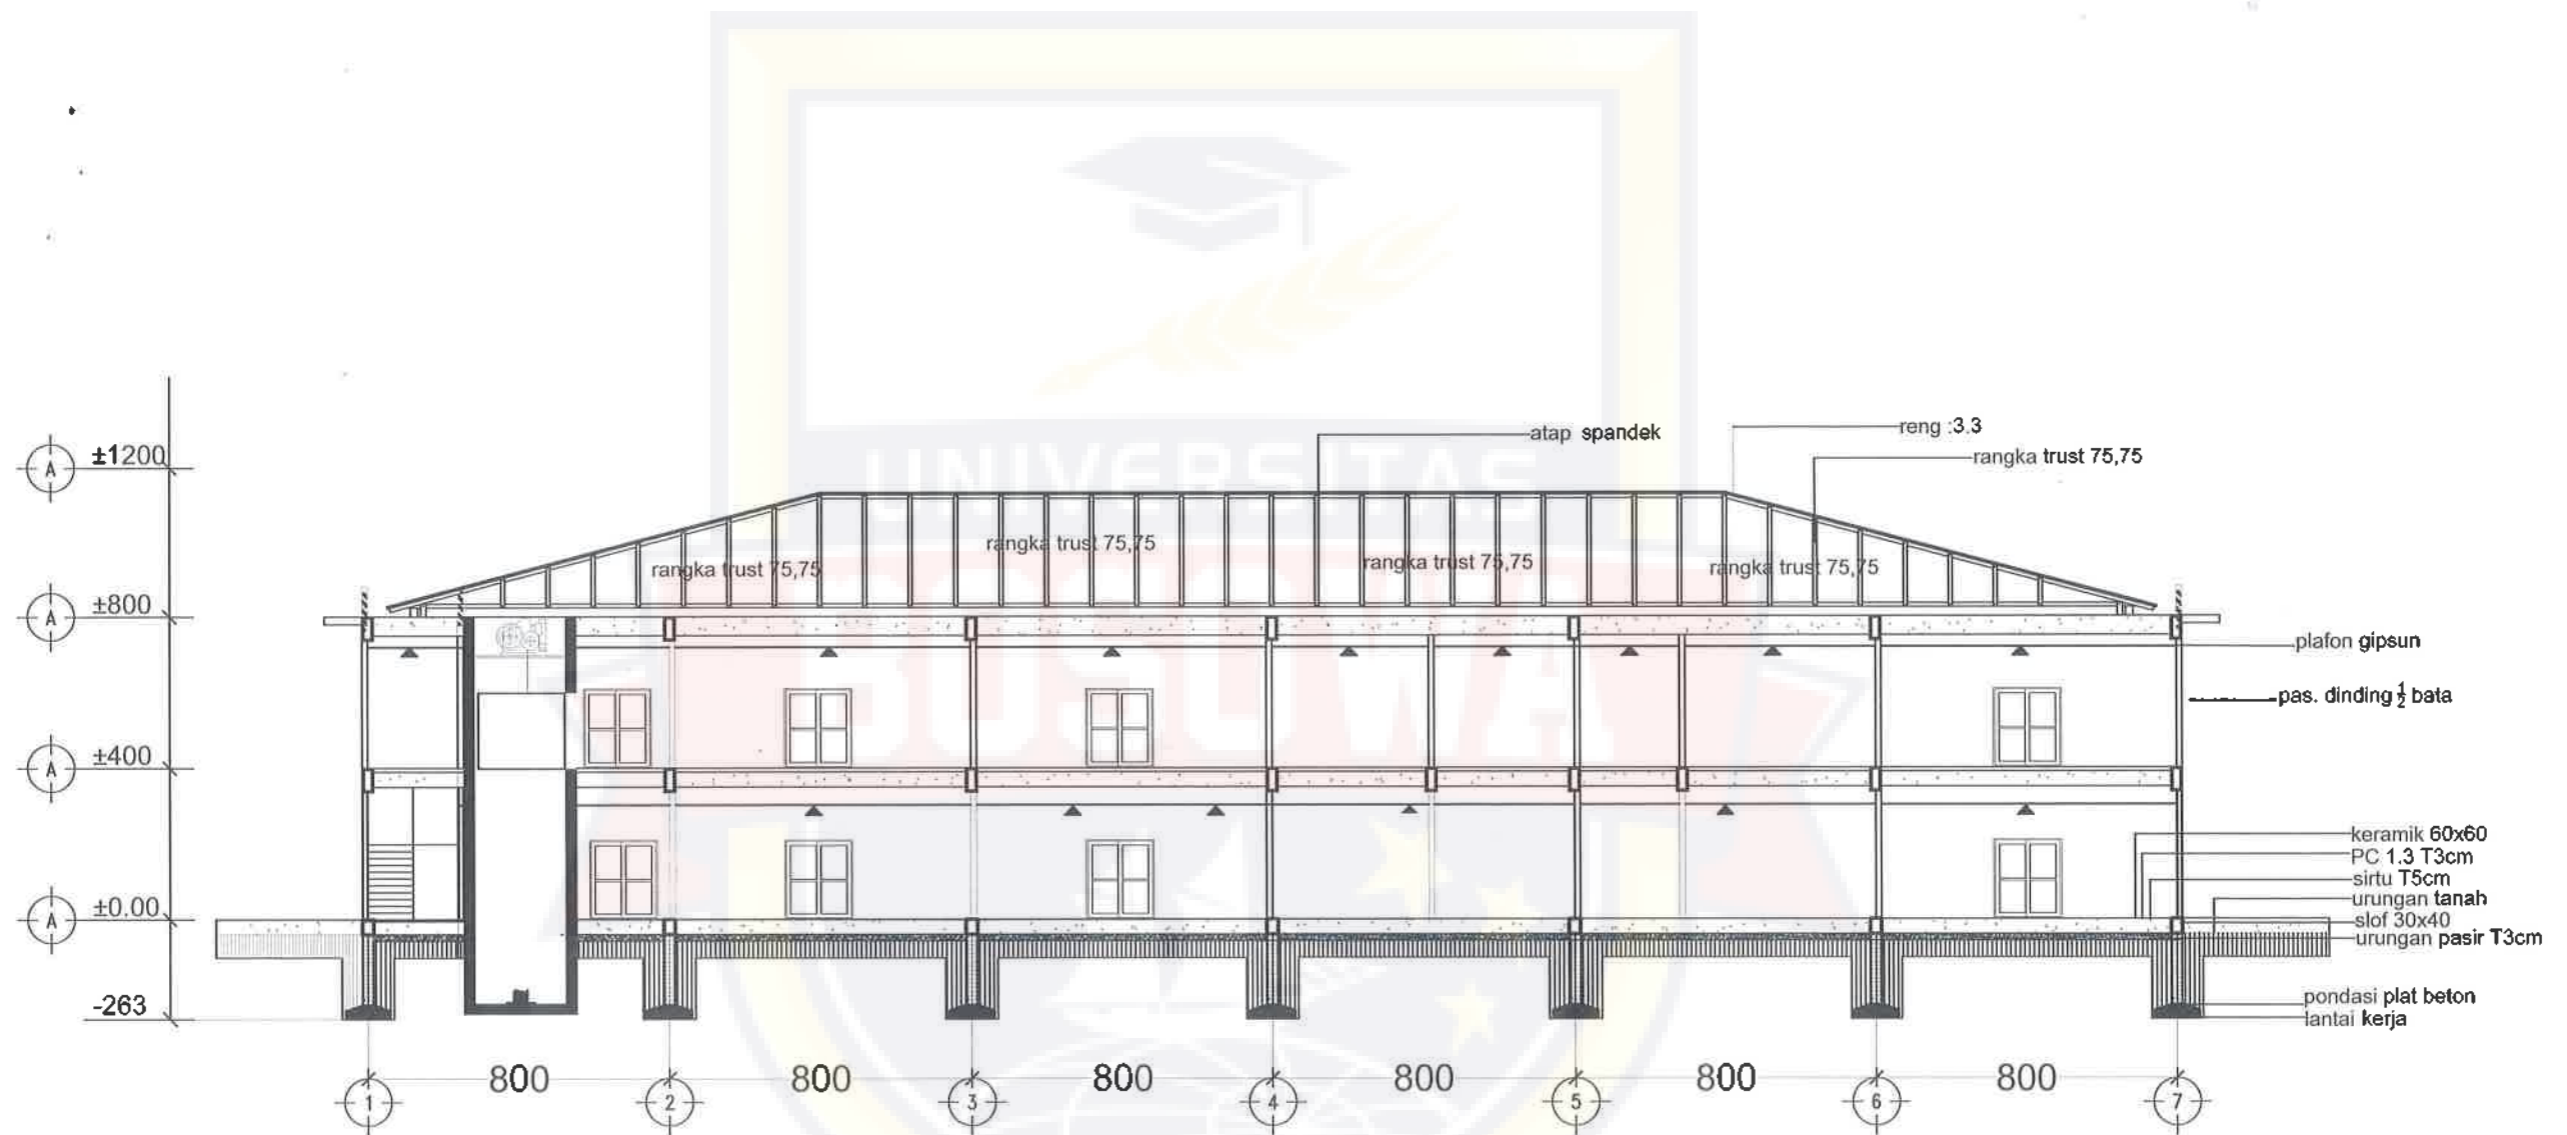 UNIVERSITAS
BOSOWA
atap spandek
reng :3.3
rangka trust 75,75
A ±1200
rangka trust 75,75
rangka trust 75,75
rangka trust 75,75
rangka trust 75,75
A ±800
plafon gipsun
pas. dinding ½ bata
A ±400
keramik 60x60
PC 1.3 T3cm
sirtu T5cm
urungan tanah
A ±0.00
slof 30x40
urungan pasir T3cm
-263
pondasi plat beton
lantai kerja
800 800 800 800 800 800
1 2 3 4 5 6 7